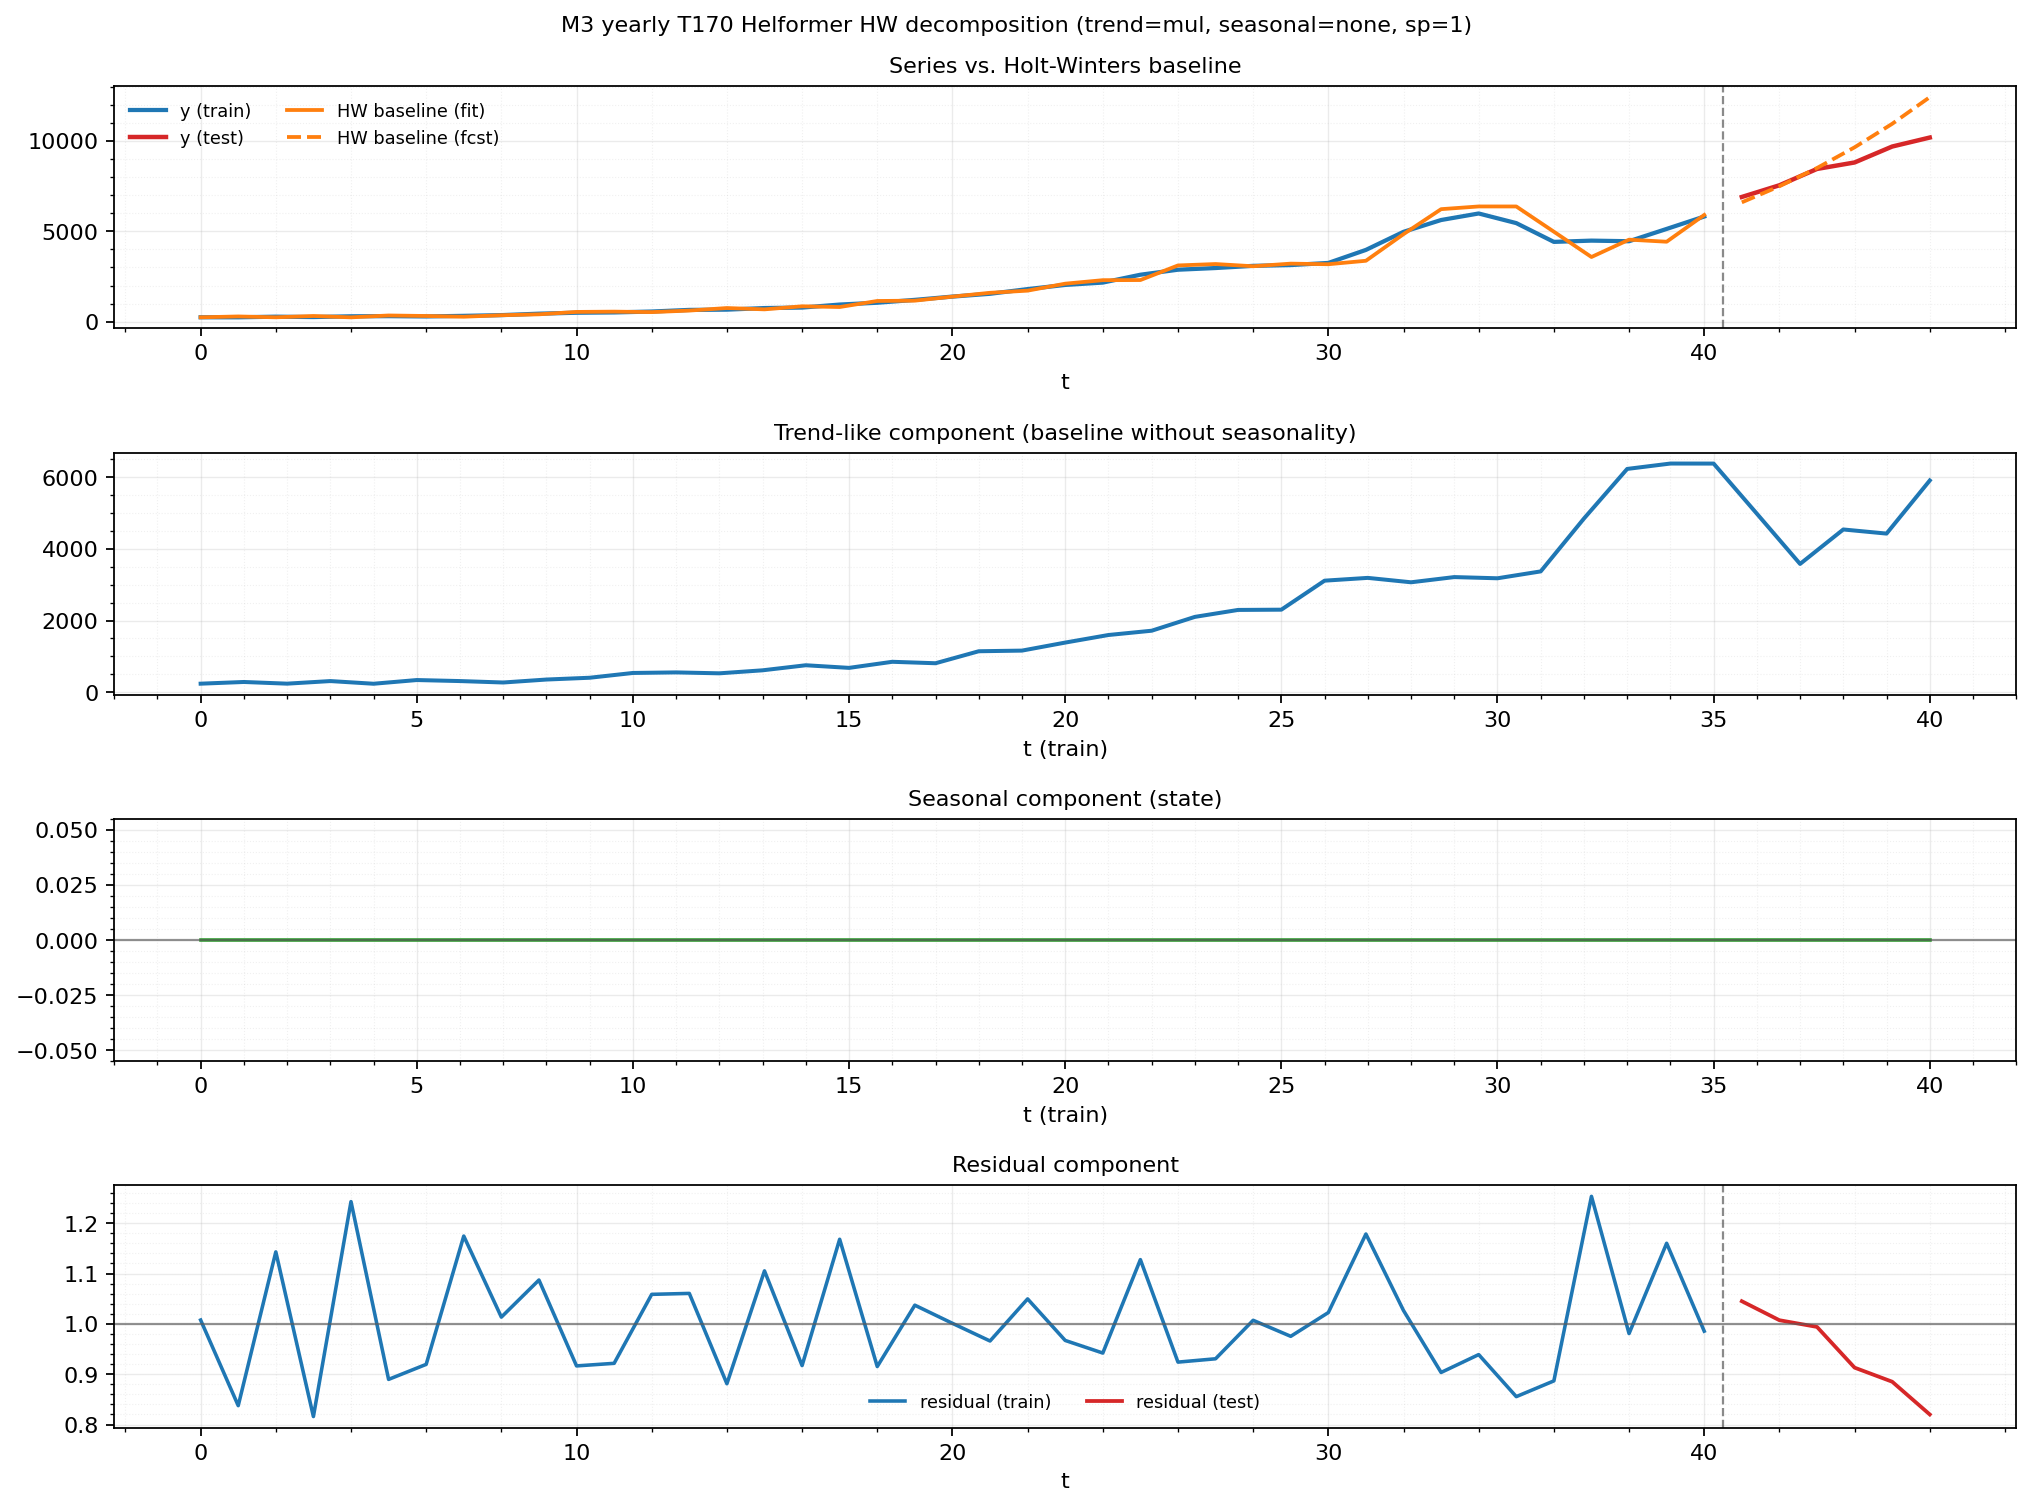 M3 yearly T170 Helformer HW decomposition (trend=mul, seasonal=none, sp=1)
Series vs. Holt-Winters baseline
y (train)
y (test)
HW baseline (fit)
HW baseline (fcst)
10000
5000
0
0 10 20 30 40
t
Trend-like component (baseline without seasonality)
6000
4000
2000
0
0 5 10 15 20 25 30 35 40
t (train)
Seasonal component (state)
0.050
0.025
0.000
−0.025
−0.050
0 5 10 15 20 25 30 35 40
t (train)
Residual component
1.2
1.1
1.0
0.9
0.8
residual (train) residual (test)
0 10 20 30 40
t